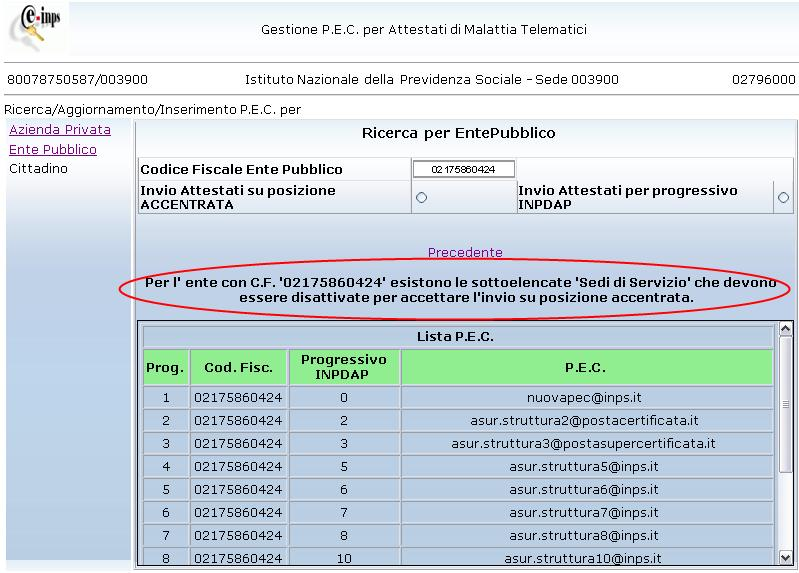 e-inps
Gestione P.E.C. per Attestati di Malattia Telematici
80078750587/003900 Istituto Nazionale della Previdenza Sociale - Sede 003900 02796000
Ricerca/Aggiornamento/Inserimento P.E.C. per
Azienda Privata
Ente Pubblico
Cittadino
Ricerca per EntePubblico
Codice Fiscale Ente Pubblico 02175860424
Invio Attestati su posizione ACCENTRATA
Invio Attestati per progressivo INPDAP
Precedente
Per l' ente con C.F. '02175860424' esistono le sottoelencate 'Sedi di Servizio' che devono
essere disattivate per accettare l'invio su posizione accentrata.
Lista P.E.C.
Prog. Cod. Fisc. Progressivo INPDAP P.E.C.
1 02175860424 0 nuovapec@inps.it
2 02175860424 2 asur.struttura2@postacertificata.it
3 02175860424 3 asur.struttura3@postasupercertificata.it
4 02175860424 5 asur.struttura5@inps.it
5 02175860424 6 asur.struttura6@inps.it
6 02175860424 7 asur.struttura7@inps.it
7 02175860424 8 asur.struttura8@inps.it
8 02175860424 10 asur.struttura10@inps.it